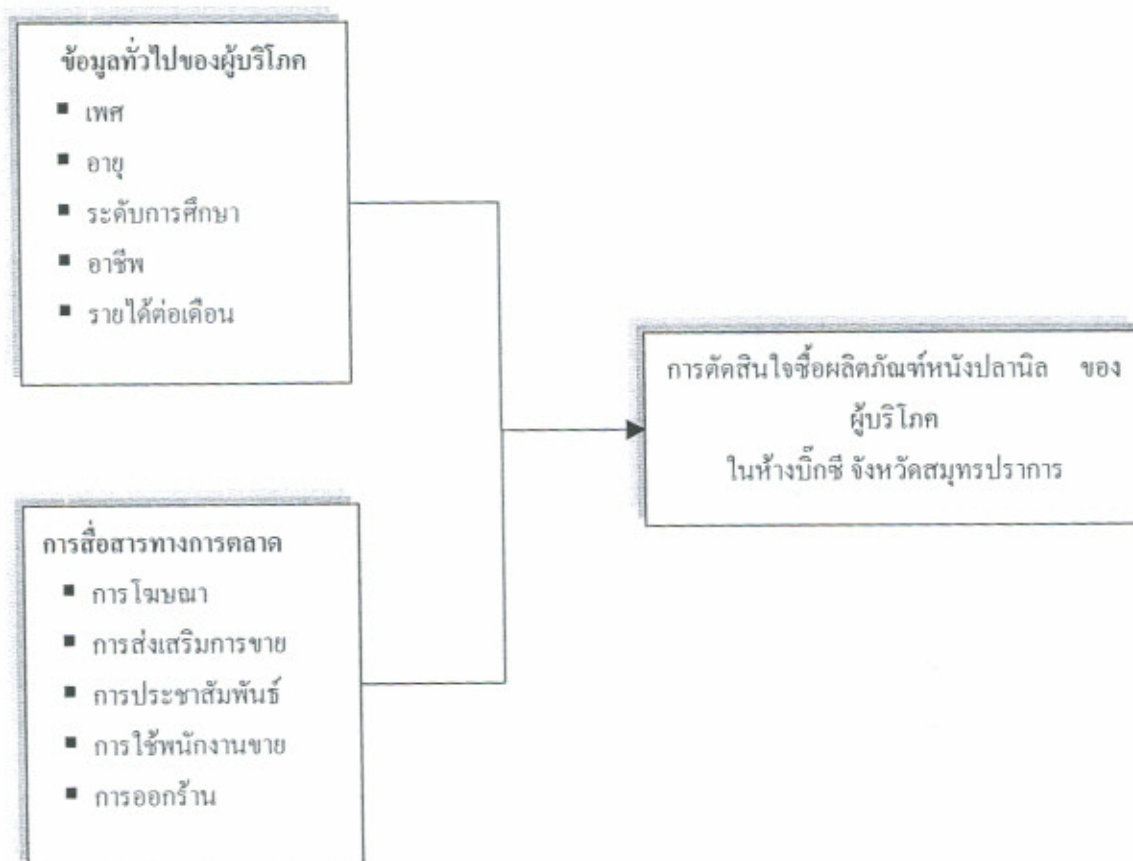 ข้อมูลทั่วไปของผู้บริโภค
▪ เพศ
▪ อายุ
▪ ระดับการศึกษา
▪ อาชีพ
▪ รายได้ต่อเดือน
การสื่อสารทางการตลาด
▪ การโฆษณา
▪ การส่งเสริมการขาย
▪ การประชาสัมพันธ์
▪ การใช้พนักงานขาย
▪ การออกร้าน
การตัดสินใจซื้อผลิตภัณฑ์หนังปลานิล ของ
ผู้บริโภค
ในห้างบิ๊กซี จังหวัดสมุทรปราการ